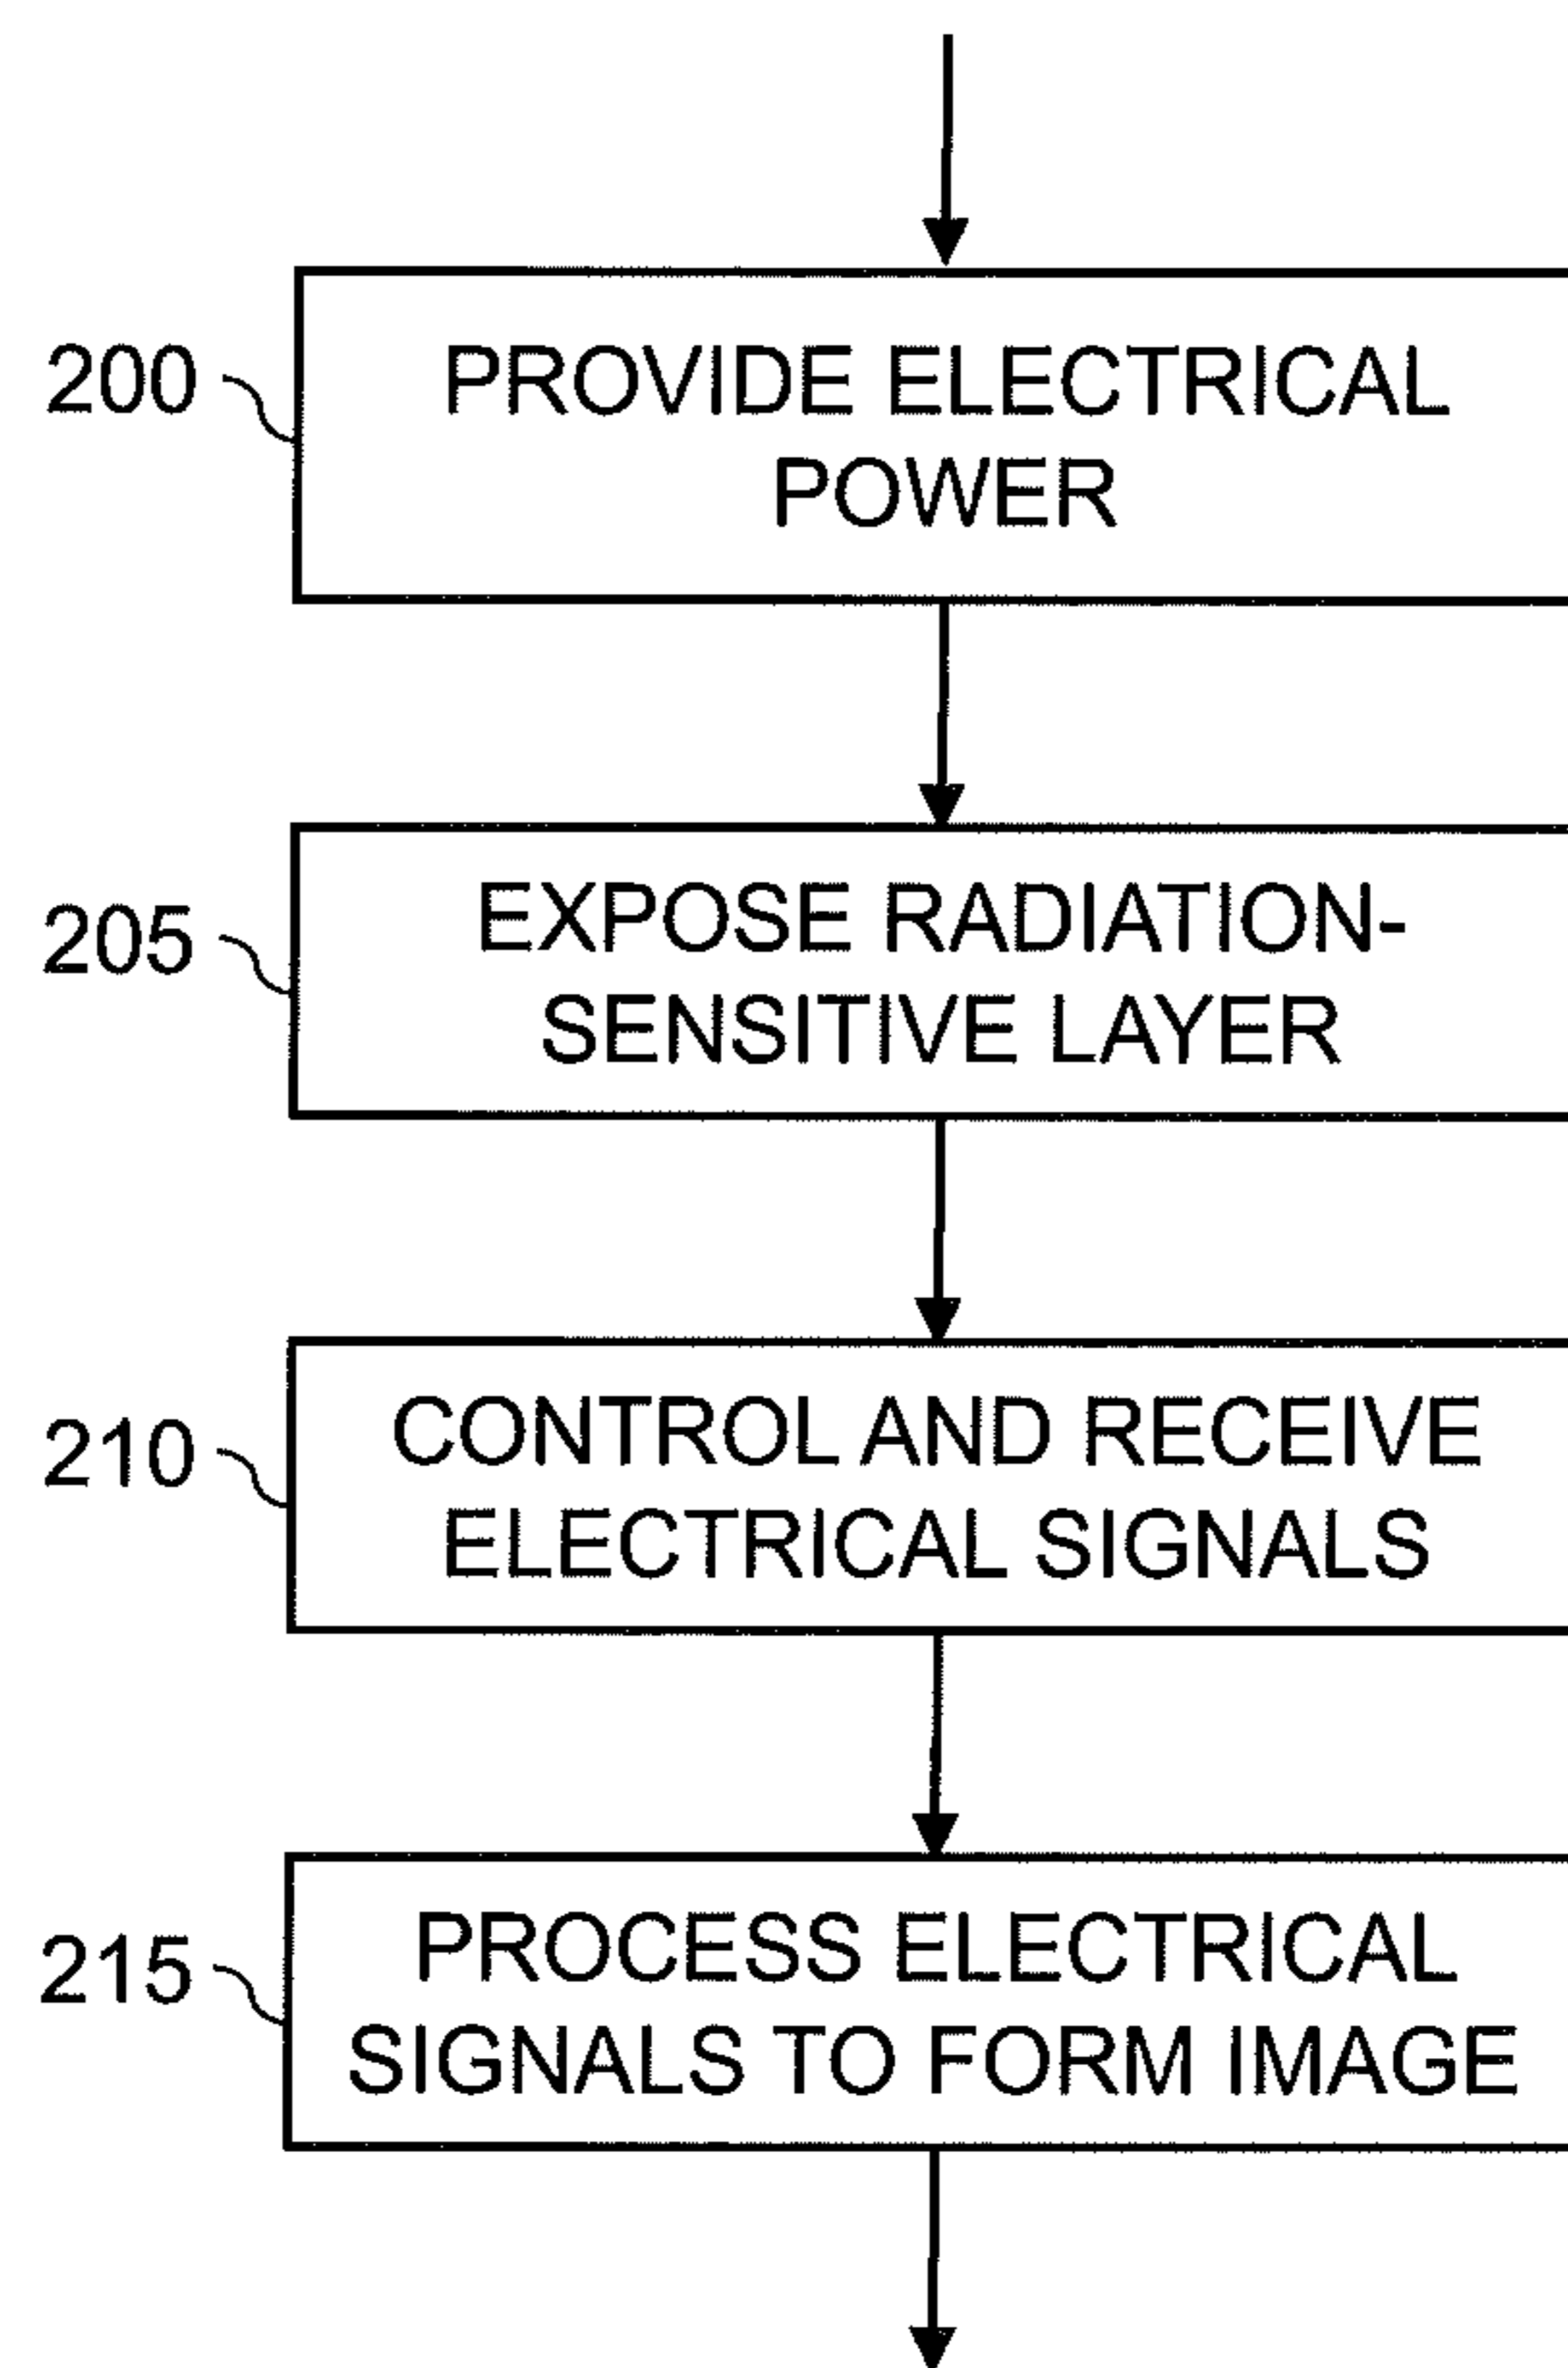 200
PROVIDE ELECTRICAL
POWER
205
EXPOSE RADIATION-
SENSITIVE LAYER
210
CONTROL AND RECEIVE
ELECTRICAL SIGNALS
215
PROCESS ELECTRICAL
SIGNALS TO FORM IMAGE